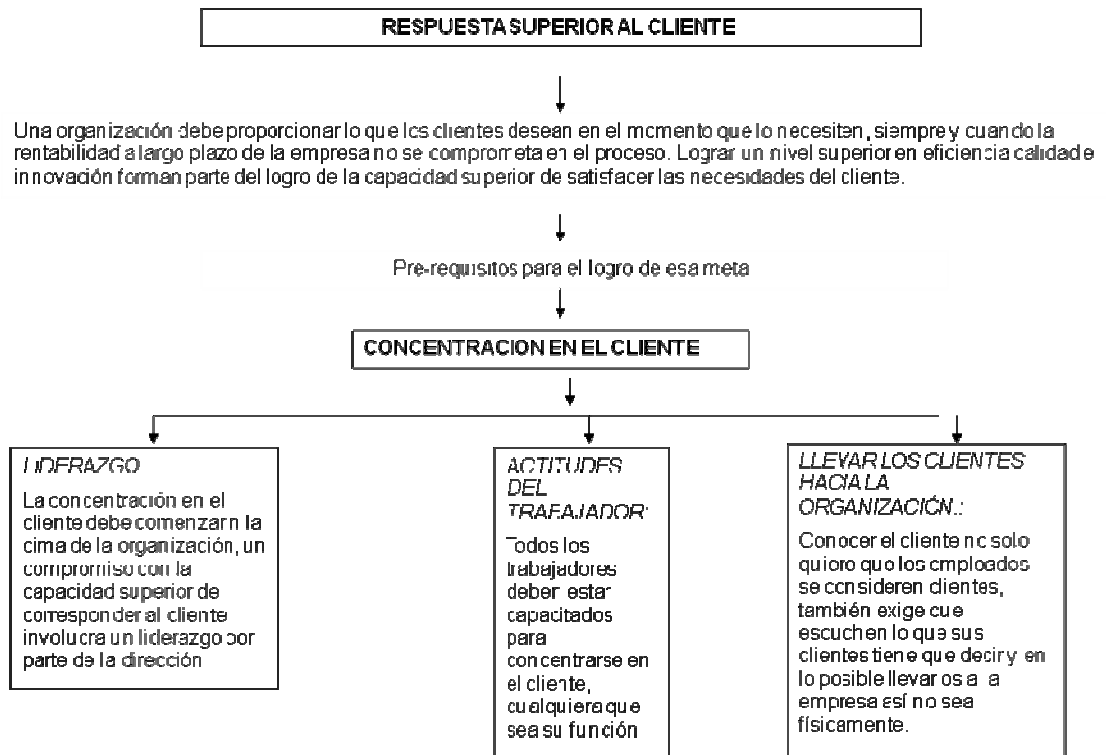 RESPUESTA SUPERIOR AL CLIENTE
Una organización debe proporcionar lo que los clientes desean en el momento que lo necesiten, siempre y cuando la
rentabilidad a largo plazo de la empresa no se comprometa en el proceso. Lograr un nivel superior en eficiencia calidad e
innovación forman parte del logro de la capacidad superior de satisfacer las necesidades del cliente.
Pre-requisitos para el logro de esa meta
CONCENTRACION EN EL CLIENTE
LIDERAZGO
La concentración en el
cliente debe comenzar n la
cima de la organización, un
compromiso con la
capacidad superior de
corresponder al cliente
involucra un liderazgo por
parte de la dirección
ACTITUDES
DEL
TRABAJADOR:
Todos los
trabajadores
deben estar
capacitados
para
concentrarse en
el cliente,
cualquiera que
sea su función
LLEVAR LOS CLIENTES
HACIA LA
ORGANIZACIÓN.:
Conocer el cliente no solo
quiere que los empleados
se consideren clientes,
también exige que
escuchen lo que sus
clientes tiene que decir y en
lo posible llevarlos a la
empresa así no sea
físicamente.